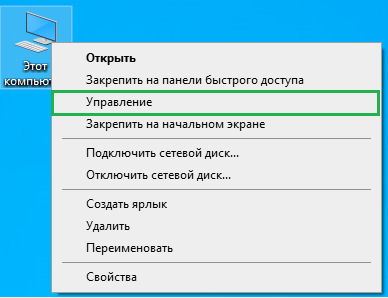 Этот
компьют
Открыть
Закрепить на панели быстрого доступа
Управление
Закрепить на начальном экране
Подключить сетевой диск...
Отключить сетевой диск...
Создать ярлык
Удалить
Переименовать
Свойства